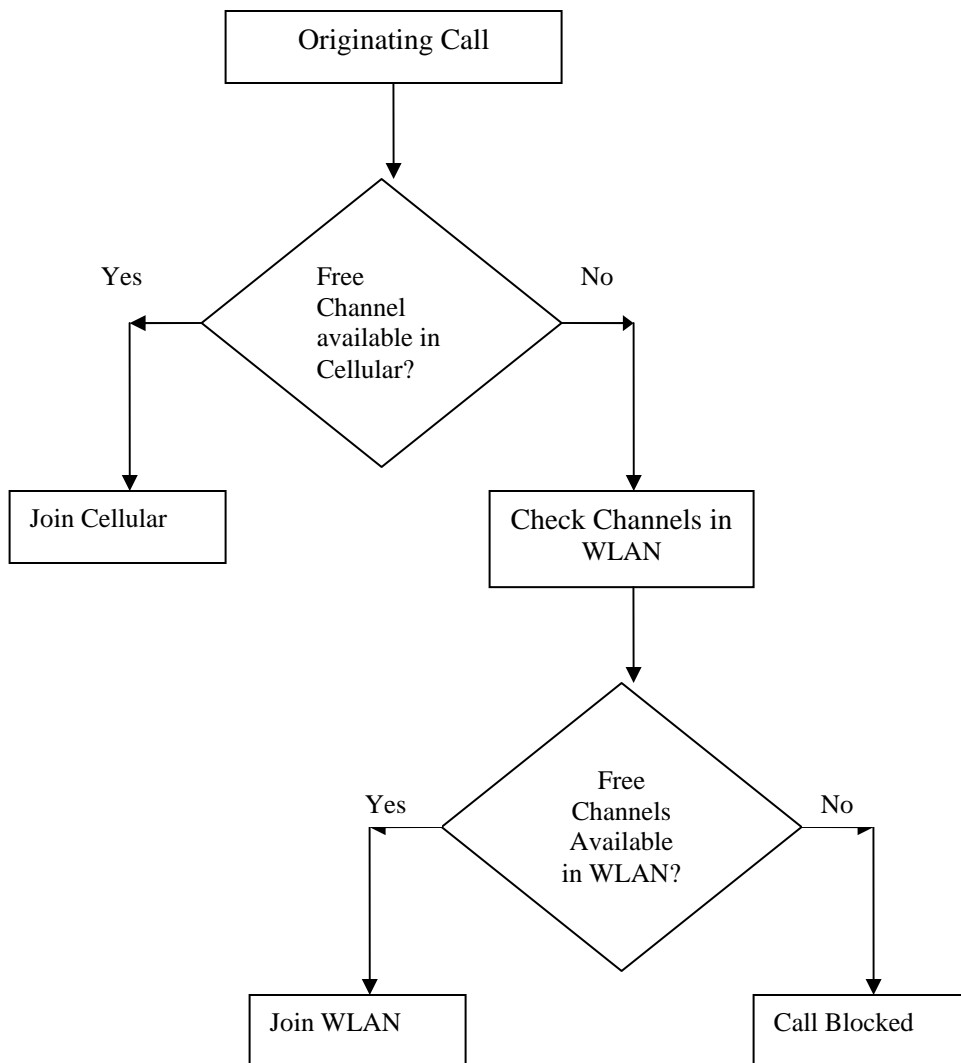 Originating Call
Yes
Free
Channel
available in
Cellular?
No
Join Cellular
Check Channels in
WLAN
Yes
Free
Channels
Available
in WLAN?
No
Join WLAN
Call Blocked